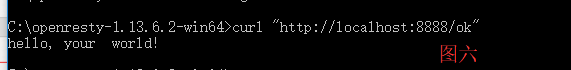 C:\openresty-1.13.6.2-win64>curl "http://localhost:8888/ok"
hello, your  world!
图六